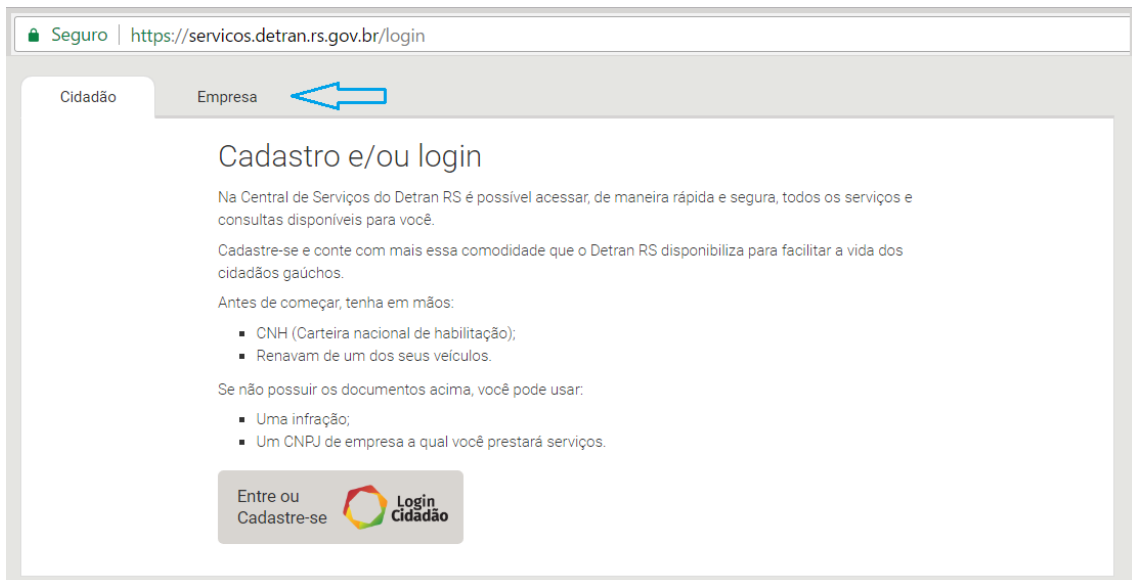 Seguro | https://servicos.detran.rs.gov.br/login
Cidadão Empresa
Cadastro e/ou login
Na Central de Serviços do Detran RS é possível acessar, de maneira rápida e segura, todos os serviços e
consultas disponíveis para você.
Cadastre-se e conte com mais essa comodidade que o Detran RS disponibiliza para facilitar a vida dos
cidadãos gaúchos.
Antes de começar, tenha em mãos:
▪ CNH (Carteira nacional de habilitação);
▪ Renavam de um dos seus veículos.
Se não possuir os documentos acima, você pode usar:
▪ Uma infração;
▪ Um CNPJ de empresa a qual você prestará serviços.
Entre ou
Cadastre-se
Login
Cidadão